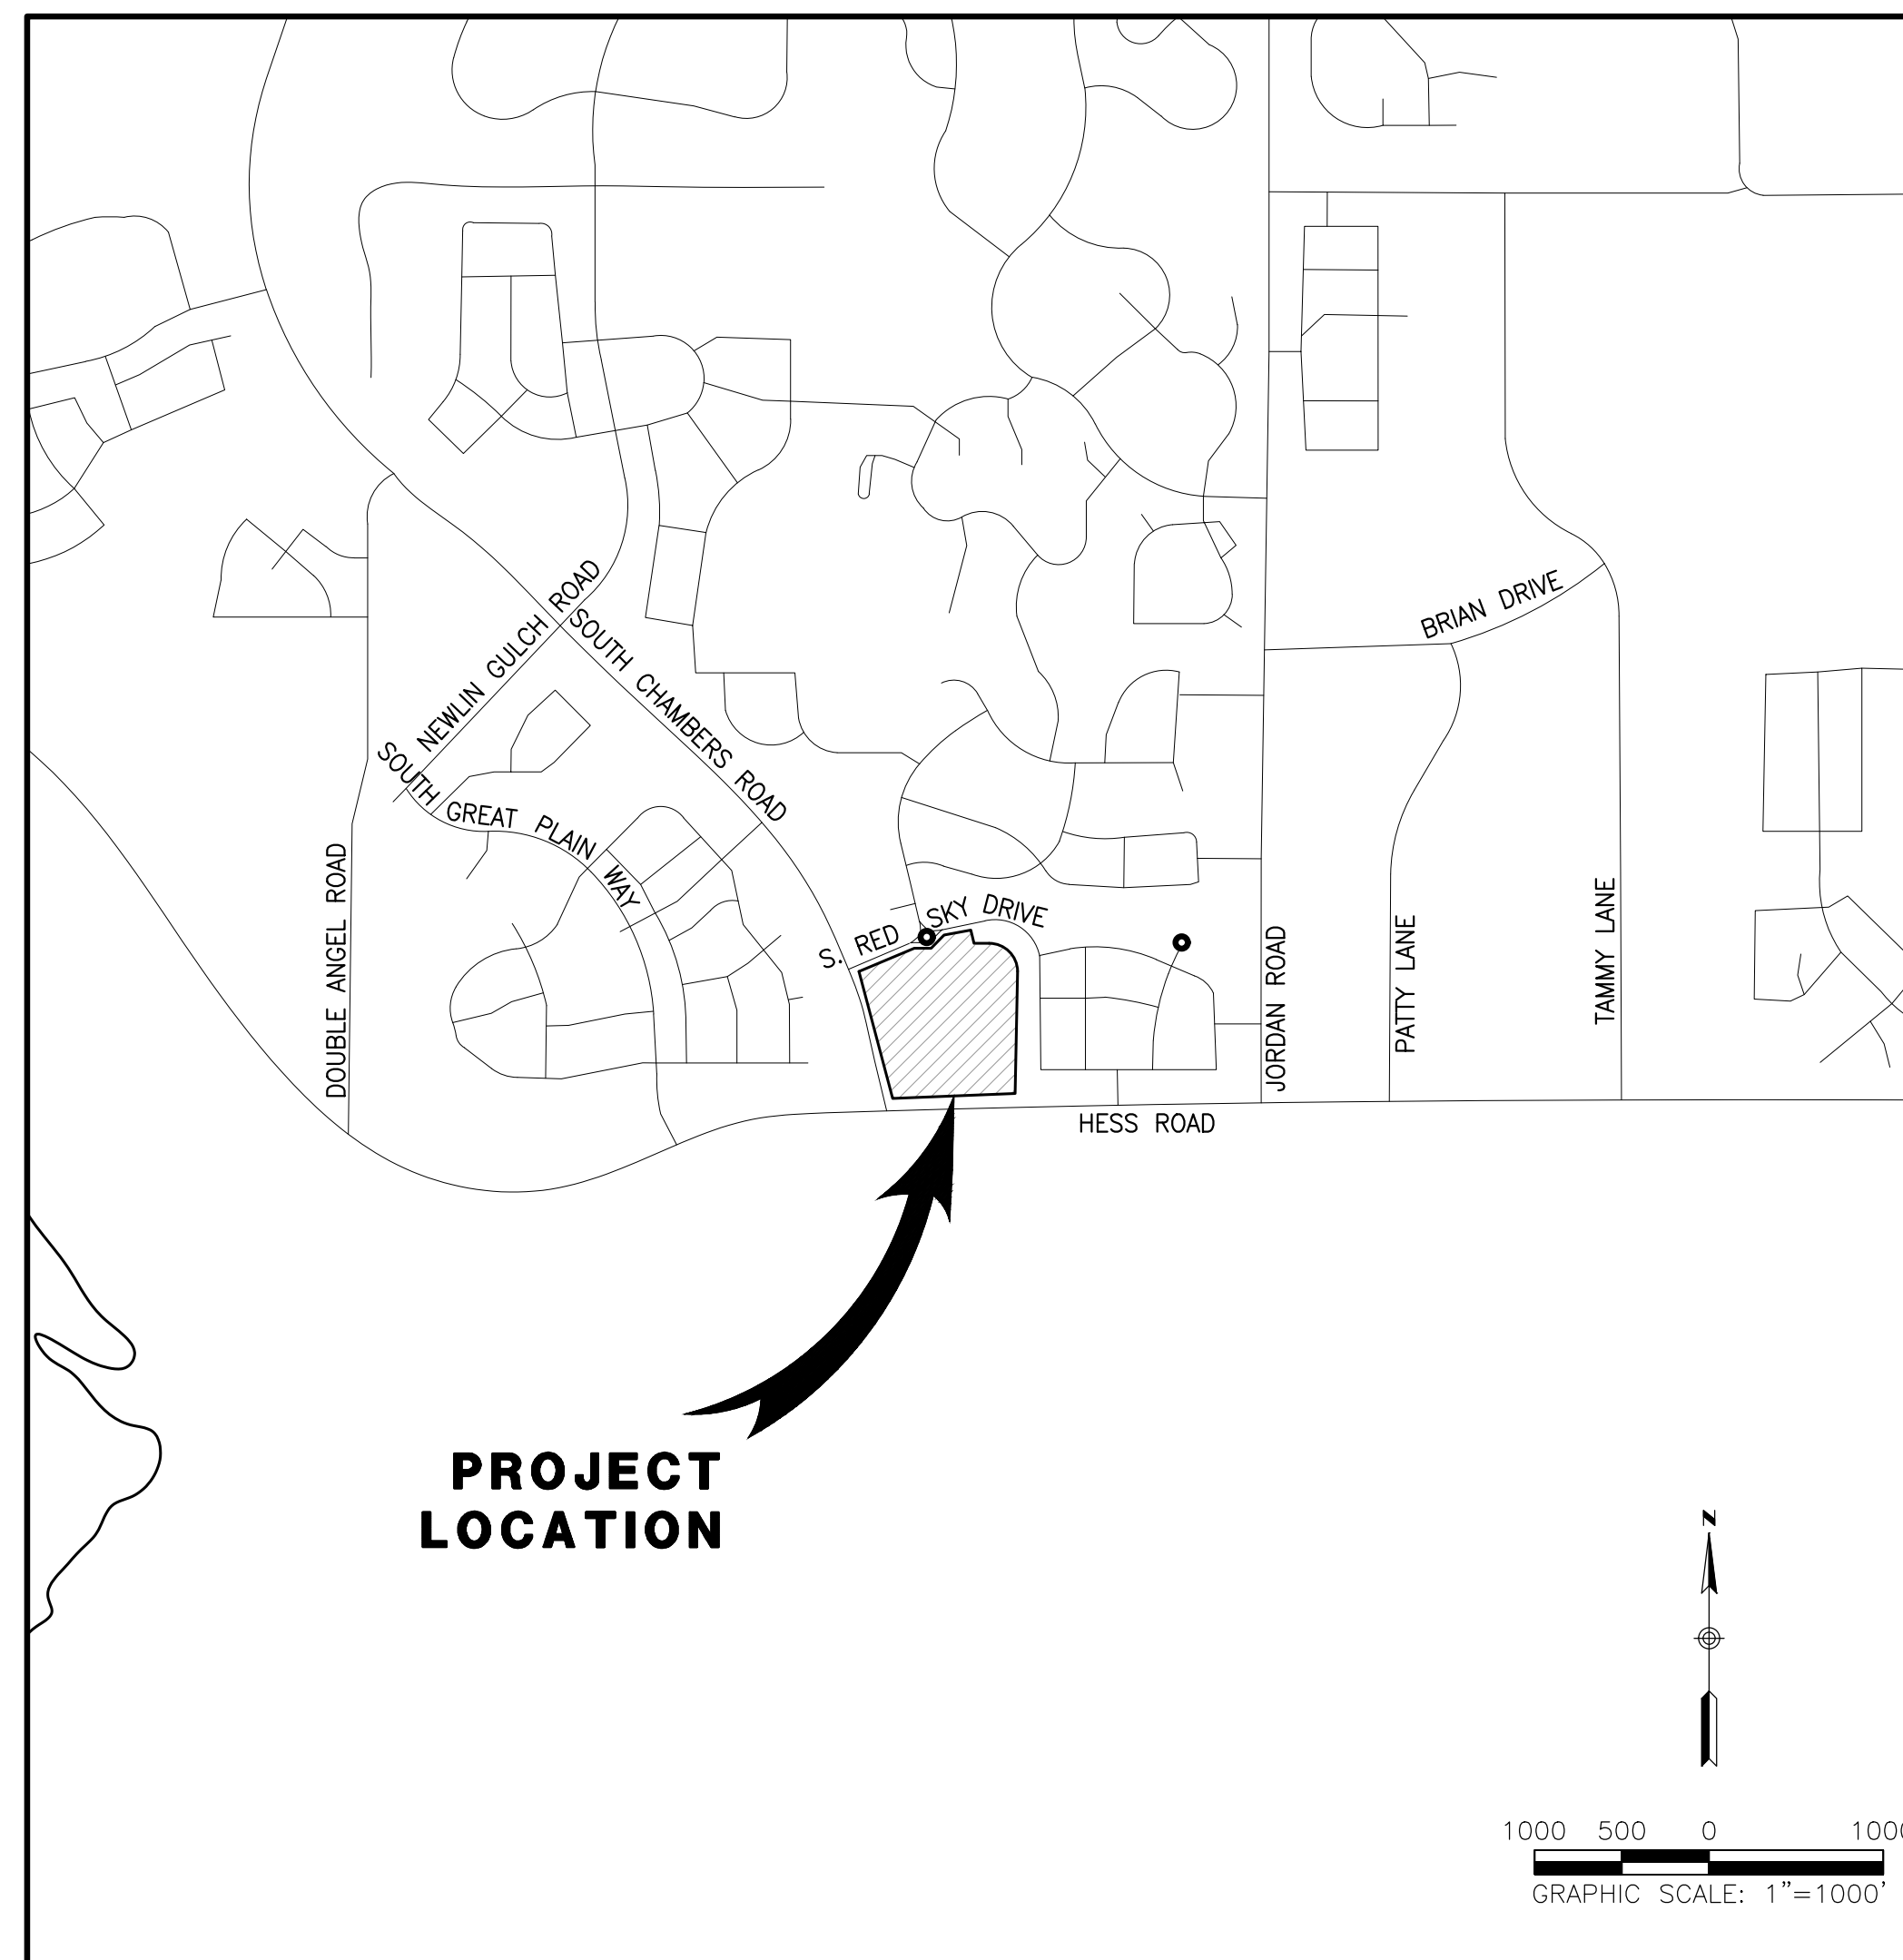 NEWLIN GULCH ROAD
SOUTH CHAMBERS ROAD
BRIAN DRIVE
SOUTH GREAT PLAIN WAY
DOUBLE ANGEL ROAD
S. RED SKY DRIVE
JORDAN ROAD
PATTY LANE
TAMMY LANE
HESS ROAD
PROJECT
LOCATION
N
1000 500 0
GRAPHIC SCALE: 1"=1000'